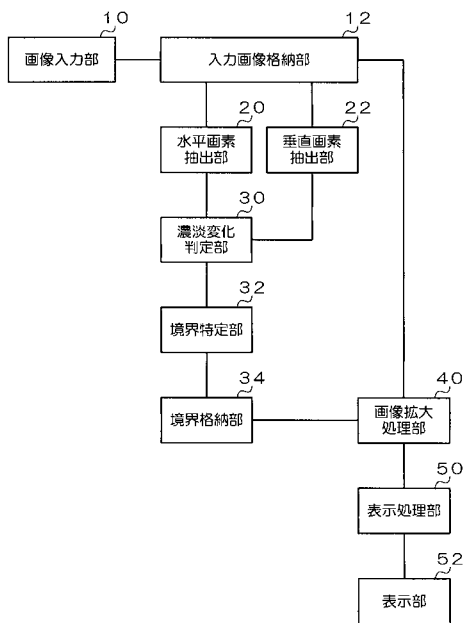 10
画像入力部
12
入力画像格納部
20
水平画素
抽出部
22
垂直画素
抽出部
30
濃淡変化
判定部
32
境界特定部
34
境界格納部
40
画像拡大
処理部
50
表示処理部
52
表示部